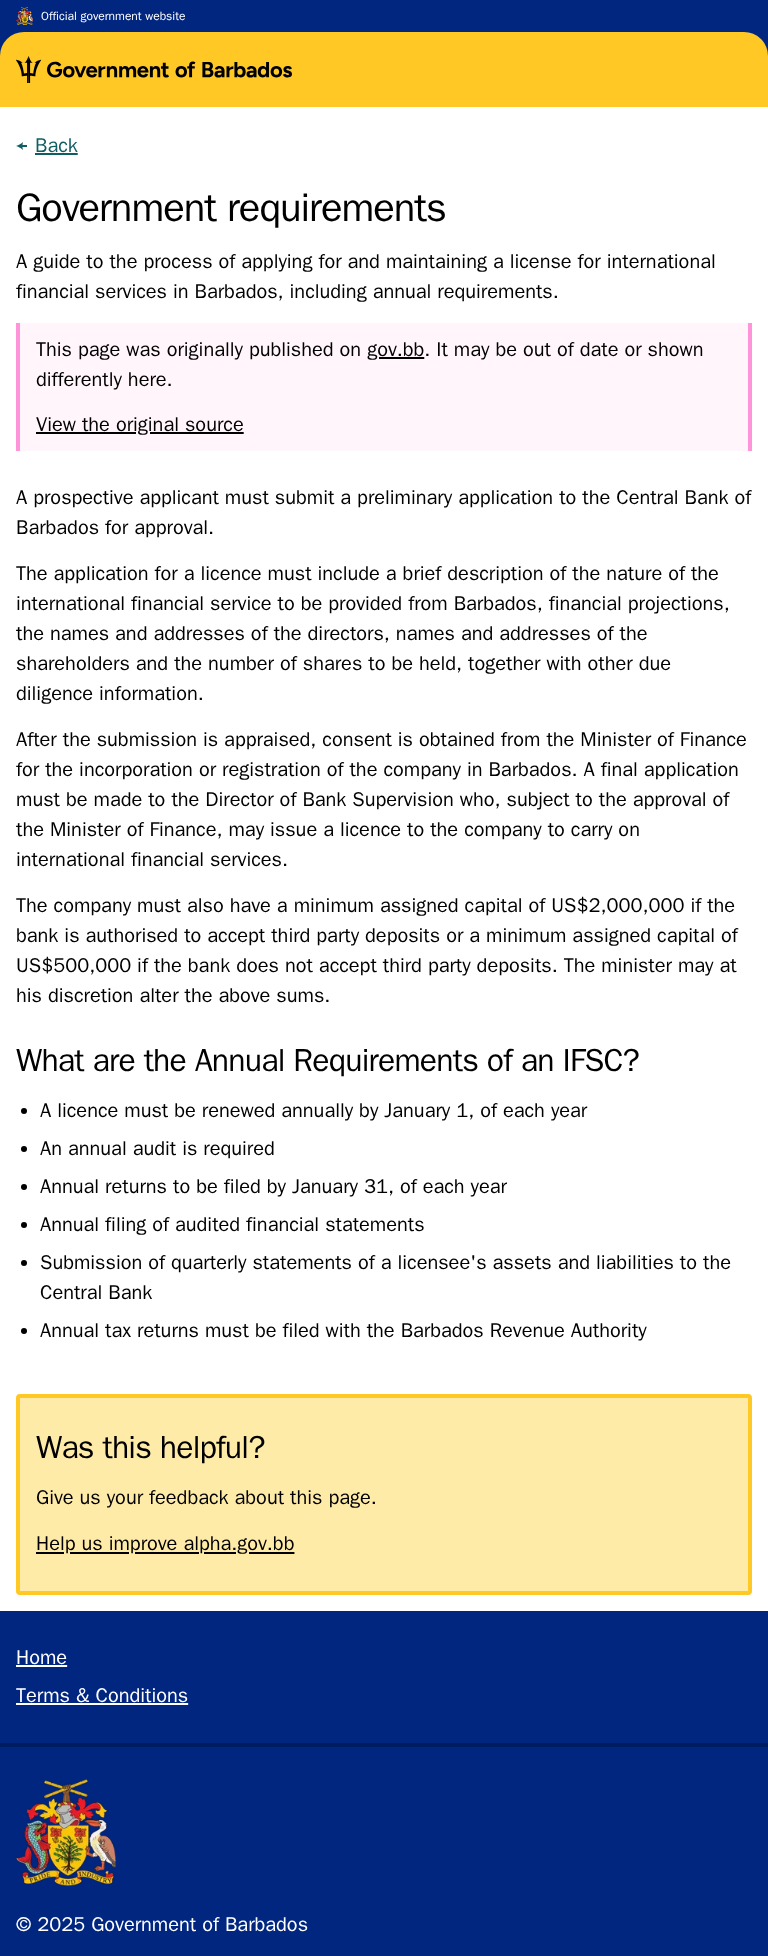 Official government website
Government of Barbados
Back
Government requirements
A guide to the process of applying for and maintaining a license for international
financial services in Barbados, including annual requirements.
This page was originally published on gov.bb. It may be out of date or shown
differently here.
View the original source
A prospective applicant must submit a preliminary application to the Central Bank of
Barbados for approval.
The application for a licence must include a brief description of the nature of the
international financial service to be provided from Barbados, financial projections,
the names and addresses of the directors, names and addresses of the
shareholders and the number of shares to be held, together with other due
diligence information.
After the submission is appraised, consent is obtained from the Minister of Finance
for the incorporation or registration of the company in Barbados. A final application
must be made to the Director of Bank Supervision who, subject to the approval of
the Minister of Finance, may issue a licence to the company to carry on
international financial services.
The company must also have a minimum assigned capital of US$2,000,000 if the
bank is authorised to accept third party deposits or a minimum assigned capital of
US$500,000 if the bank does not accept third party deposits. The minister may at
his discretion alter the above sums.
What are the Annual Requirements of an IFSC?
• A licence must be renewed annually by January 1, of each year
• An annual audit is required
• Annual returns to be filed by January 31, of each year
• Annual filing of audited financial statements
• Submission of quarterly statements of a licensee's assets and liabilities to the
Central Bank
• Annual tax returns must be filed with the Barbados Revenue Authority
Was this helpful?
Give us your feedback about this page.
Help us improve alpha.gov.bb
Home
Terms & Conditions
PRIDE AND INDUSTRY
© 2025 Government of Barbados